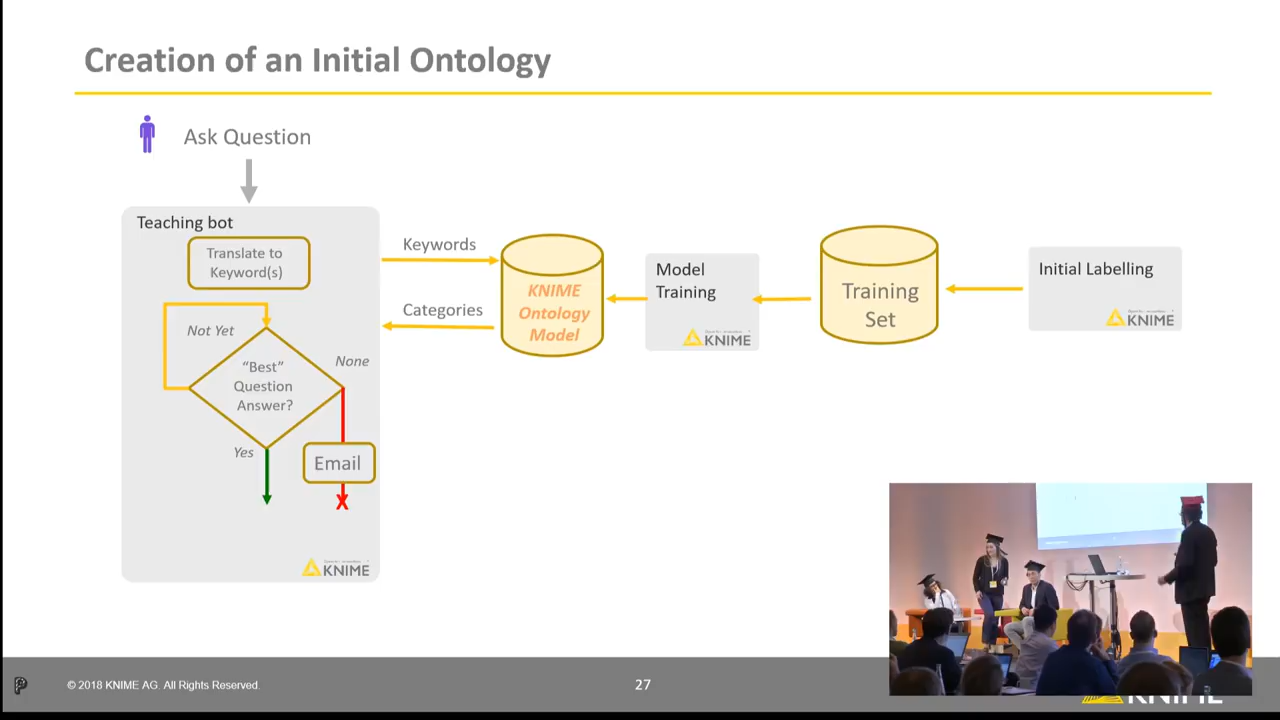 Creation of an Initial Ontology
Ask Question
Teaching bot
Translate to
Keyword(s)
Not Yet
None
“Best”
Question
Answer?
Yes
Email
X
KNIME
Keywords
Categories
KNIME
Ontology
Model
Model
Training
KNIME
Training
Set
Initial Labelling
KNIME
© 2018 KNIME AG. All Rights Reserved.
27
KNIME